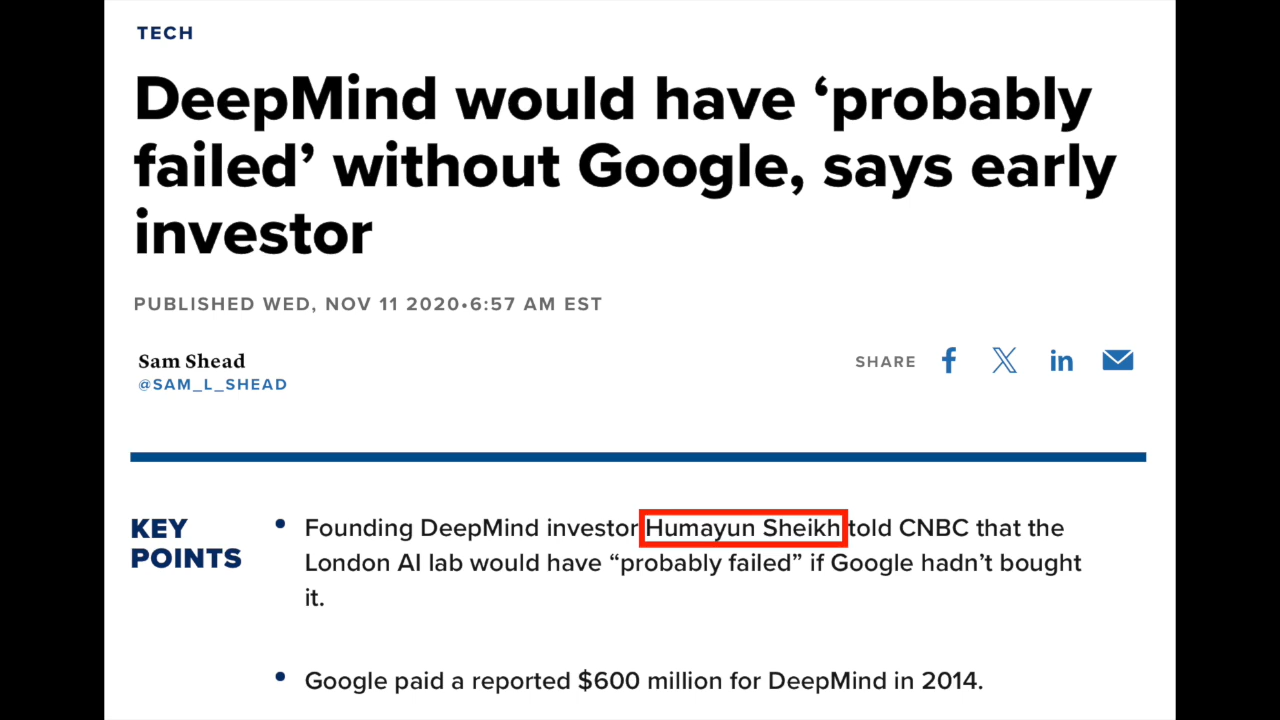 TECH
DeepMind would have ‘probably
failed’ without Google, says early
investor
PUBLISHED WED, NOV 11 2020•6:57 AM EST
Sam Shead
@SAM_L_SHEAD
SHARE
KEY
POINTS
• Founding DeepMind investor Humayun Sheikh told CNBC that the
London AI lab would have “probably failed” if Google hadn’t bought
it.
• Google paid a reported $600 million for DeepMind in 2014.